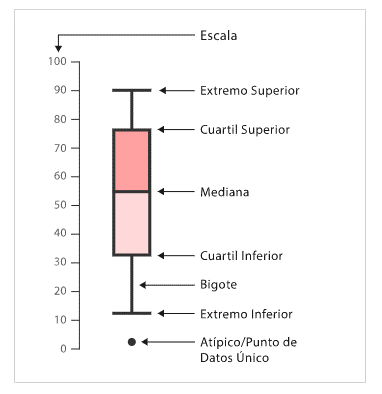 Escala
100
90
Extremo Superior
80
Cuartil Superior
70
60
Mediana
50
40
Cuartil Inferior
30
Bigote
20
Extremo Inferior
10
Atípico/Punto de
Datos Único
0